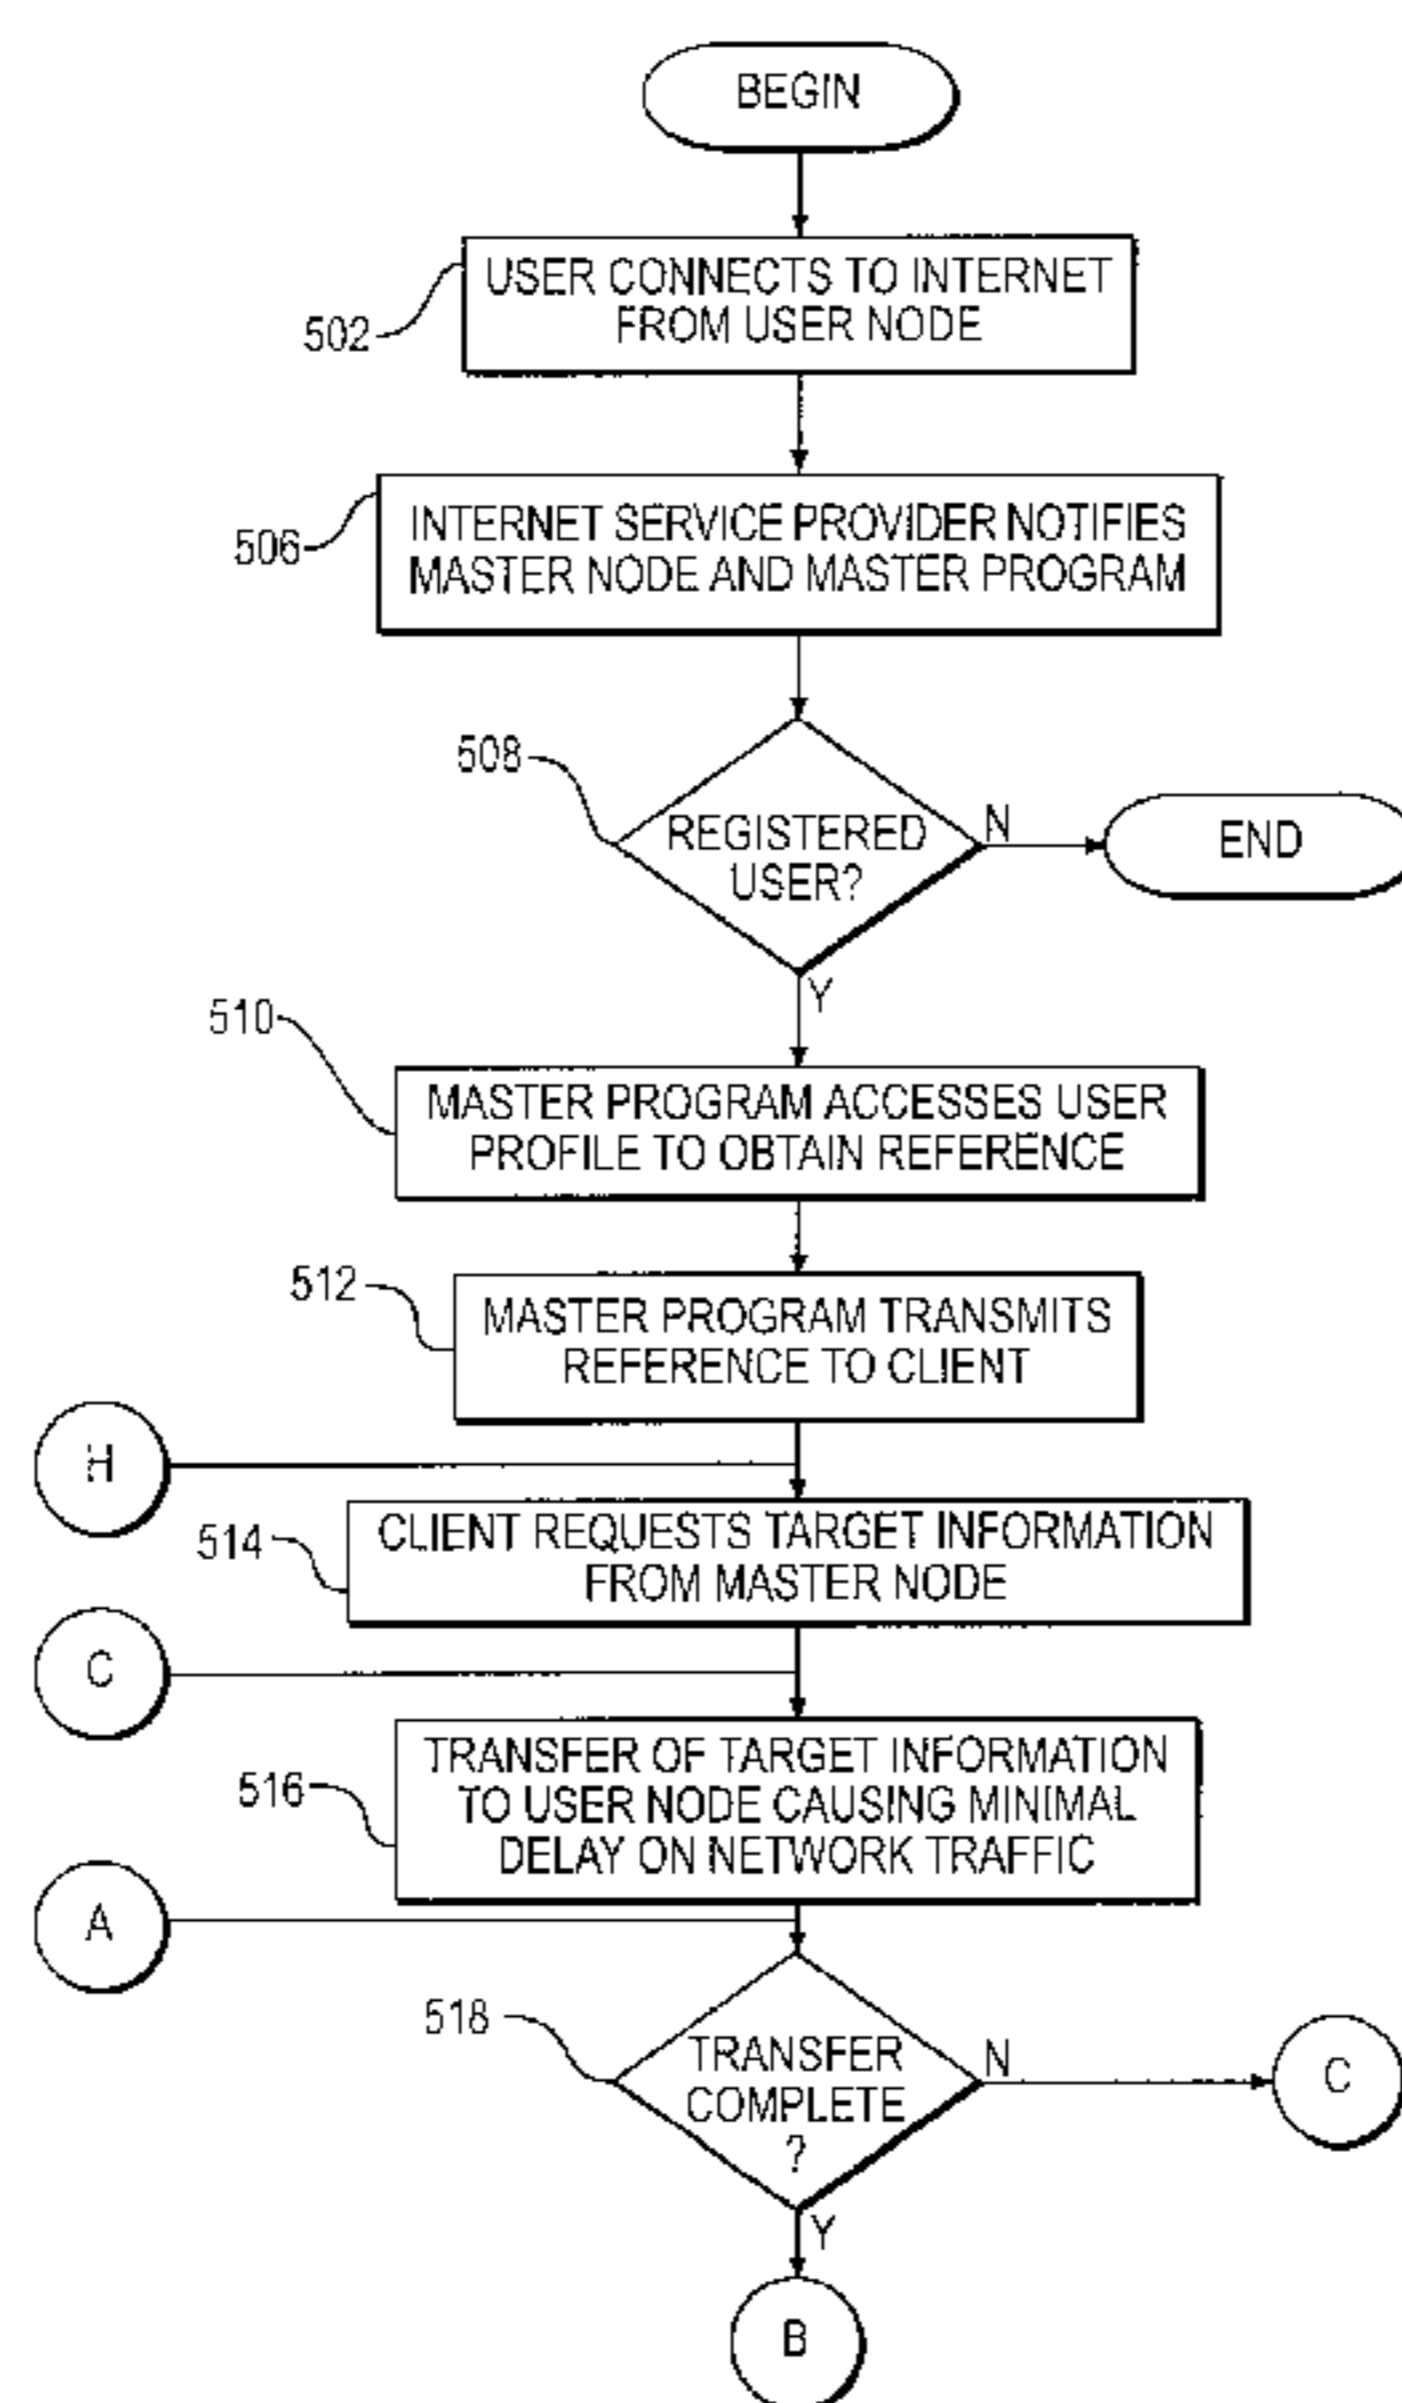 BEGIN
USER CONNECTS TO INTERNET
FROM USER NODE
502
INTERNET SERVICE PROVIDER NOTIFIES
MASTER NODE AND MASTER PROGRAM
506
508
REGISTERED
USER?
N
END
Y
510
MASTER PROGRAM ACCESSES USER
PROFILE TO OBTAIN REFERENCE
512
MASTER PROGRAM TRANSMITS
REFERENCE TO CLIENT
H
CLIENT REQUESTS TARGET INFORMATION
FROM MASTER NODE
514
C
TRANSFER OF TARGET INFORMATION
TO USER NODE CAUSING MINIMAL
DELAY ON NETWORK TRAFFIC
516
A
518
TRANSFER
COMPLETE
?
N
C
Y
B